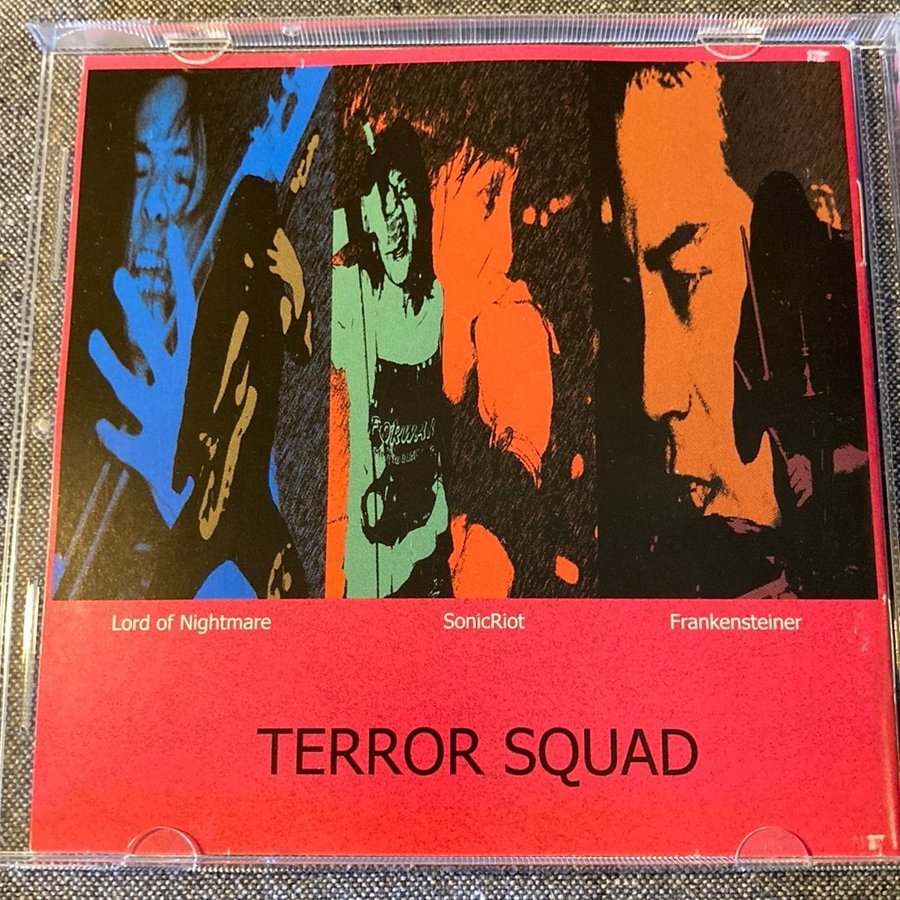 Lord of Nightmare
SonicRiot
Frankensteiner
TERROR SQUAD